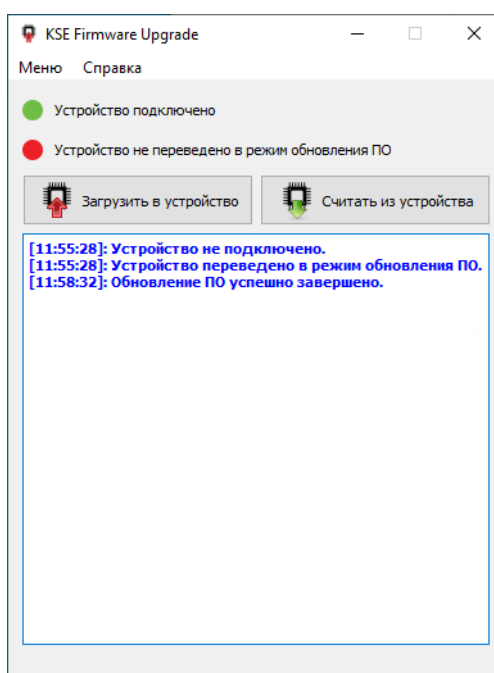 KSE Firmware Upgrade
Меню Справка
Устройство подключено
Устройство не переведено в режим обновления ПО
Загрузить в устройство Считать из устройства
[11:55:28]: Устройство не подключено.
[11:55:28]: Устройство переведено в режим обновления ПО.
[11:58:32]: Обновление ПО успешно завершено.